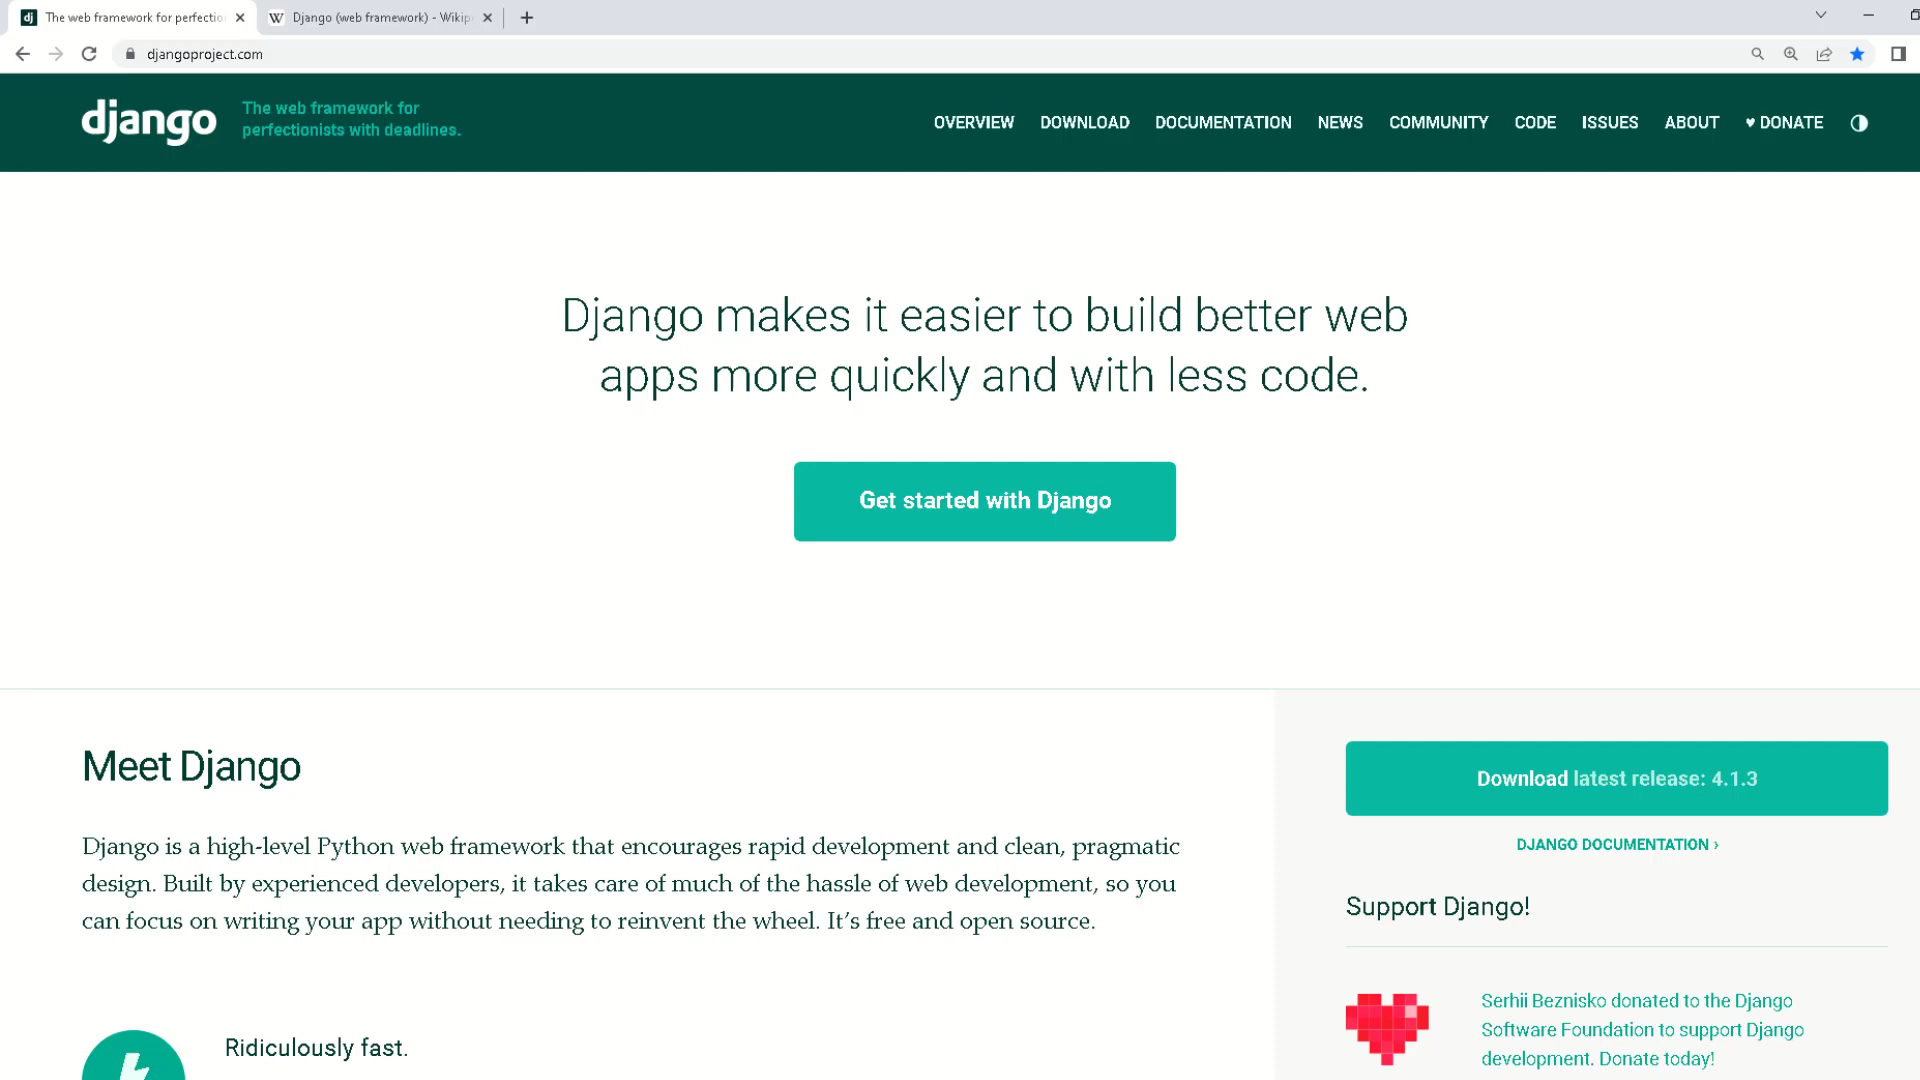 The web framework for perfectio
Django (web framework) - Wikip
djangoproject.com
django
The web framework for
perfectionists with deadlines.
OVERVIEW DOWNLOAD DOCUMENTATION NEWS COMMUNITY CODE ISSUES ABOUT ♥ DONATE
Django makes it easier to build better web
apps more quickly and with less code.
Get started with Django
Meet Django
Django is a high-level Python web framework that encourages rapid development and clean, pragmatic
design. Built by experienced developers, it takes care of much of the hassle of web development, so you
can focus on writing your app without needing to reinvent the wheel. It’s free and open source.
Ridiculously fast.
Download latest release: 4.1.3
DJANGO DOCUMENTATION ›
Support Django!
Serhii Beznisko donated to the Django
Software Foundation to support Django
development. Donate today!